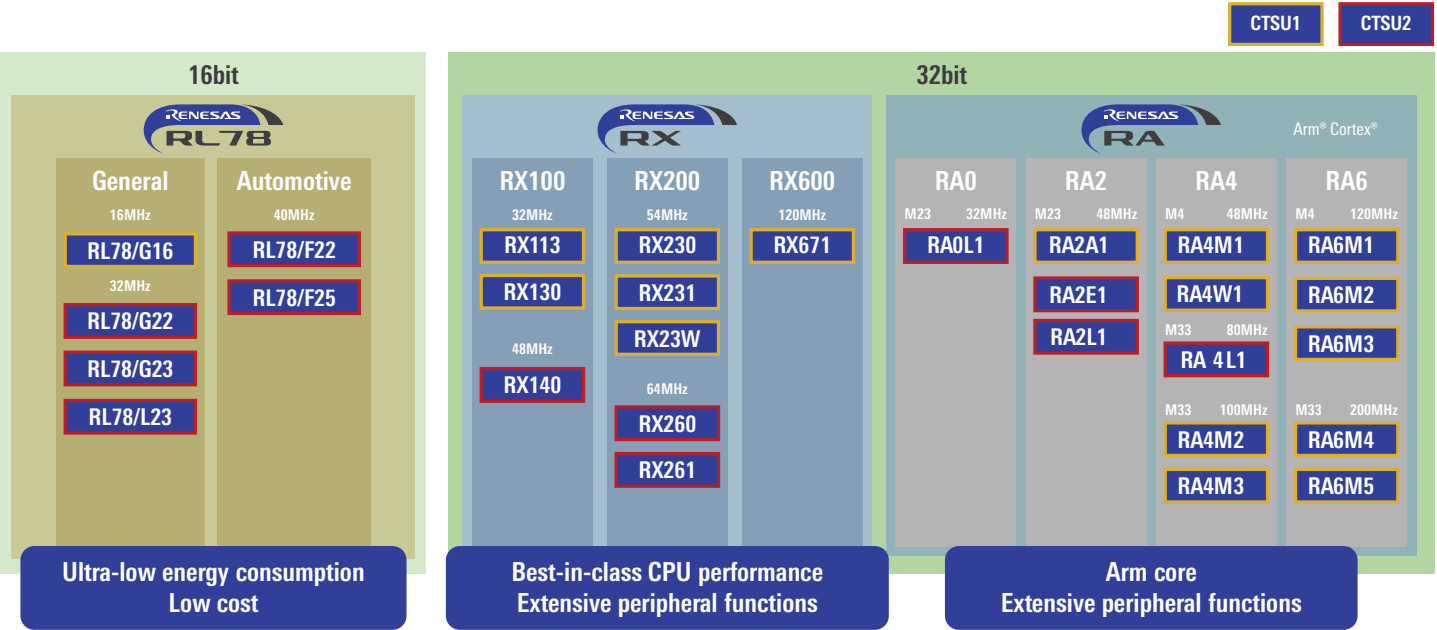 CTSU1
CTSU2
16bit
RENESAS
RL78
General
16MHz
RL78/G16
32MHz
RL78/G22
RL78/G23
RL78/L23
Automotive
40MHz
RL78/F22
RL78/F25
Ultra-low energy consumption
Low cost
32bit
RENESAS
RX
RX100
32MHz
RX113
RX130
48MHz
RX140
RX200
54MHz
RX230
RX231
RX23W
64MHz
RX260
RX261
RX600
120MHz
RX671
Best-in-class CPU performance
Extensive peripheral functions
RENESAS
RA
Arm® Cortex®
RA0
M23 32MHz
RA0L1
RA2
M23 48MHz
RA2A1
RA2E1
RA2L1
RA4
M4 48MHz
RA4M1
RA4W1
M33 80MHz
RA 4L1
M33 100MHz
RA4M2
RA4M3
RA6
M4 120MHz
RA6M1
RA6M2
RA6M3
M33 200MHz
RA6M4
RA6M5
Arm core
Extensive peripheral functions